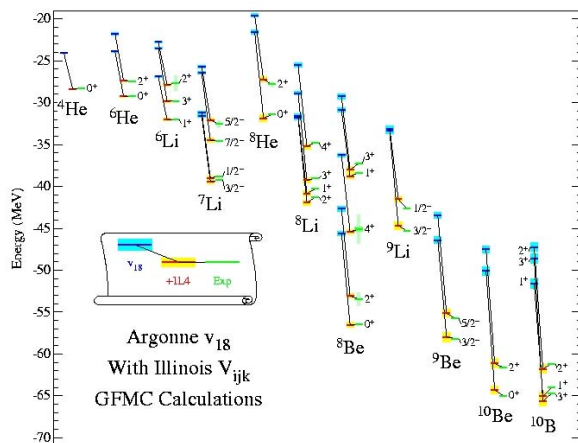 -20
-25
-30
-35
-40
-45
-50
-55
-60
-65
-70
Energy (MeV)
⁴He
0⁺
⁶He
2⁺
0⁺
⁶Li
2⁺
3⁺
1⁺
⁷Li
5/2⁻
7/2⁻
1/2⁻
3/2⁻
⁸He
2⁺
0⁺
⁸Li
4⁺
3⁺
1⁺
2⁺
⁸Be
3⁺
1⁺
4⁺
2⁺
0⁺
⁹Li
1/2⁻
3/2⁻
⁹Be
5/2⁻
3/2⁻
¹⁰Be
2⁺
0⁺
¹⁰B
2⁺
3⁺
1⁺
2⁺
1⁺
3⁺
v₁₈
+IL4
Exp
Argonne v₁₈
With Illinois Vᵢⱼₖ
GFMC Calculations